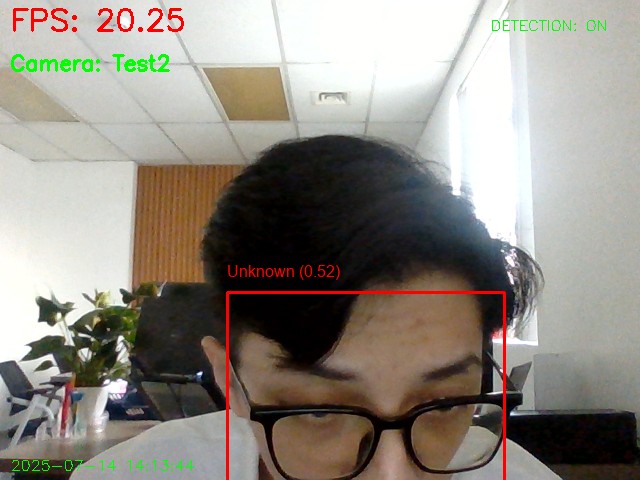 FPS: 20.25
DETECTION: ON
Camera: Test2
Unknown (0.52)
2025-07-14 14:13:44